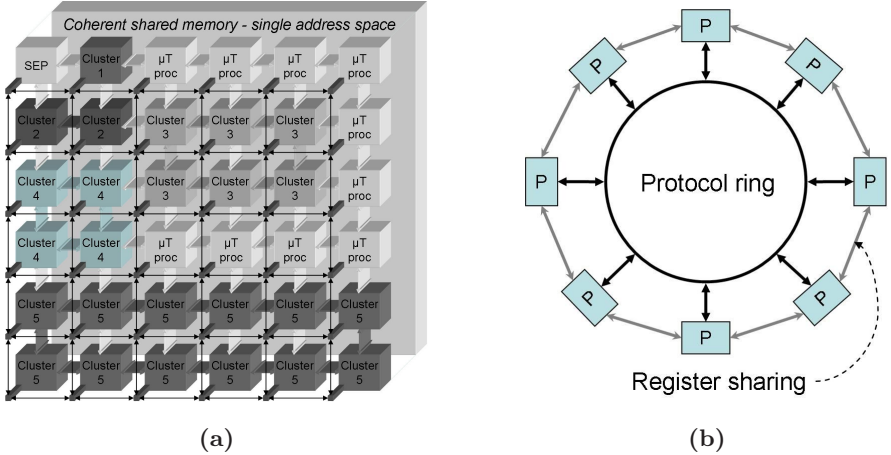 Coherent shared memory - single address space
SEP
Cluster
1
µT
proc
µT
proc
µT
proc
µT
proc
Cluster
2
Cluster
2
Cluster
3
Cluster
3
Cluster
3
µT
proc
Cluster
4
Cluster
4
Cluster
3
Cluster
3
Cluster
3
µT
proc
Cluster
4
Cluster
4
µT
proc
µT
proc
µT
proc
µT
proc
Cluster
5
Cluster
5
Cluster
5
Cluster
5
Cluster
5
Cluster
5
Cluster
5
Cluster
5
Cluster
5
Cluster
5
Cluster
5
Cluster
5
(a)
P
P
P
P
P
P
P
P
Protocol ring
Register sharing
(b)